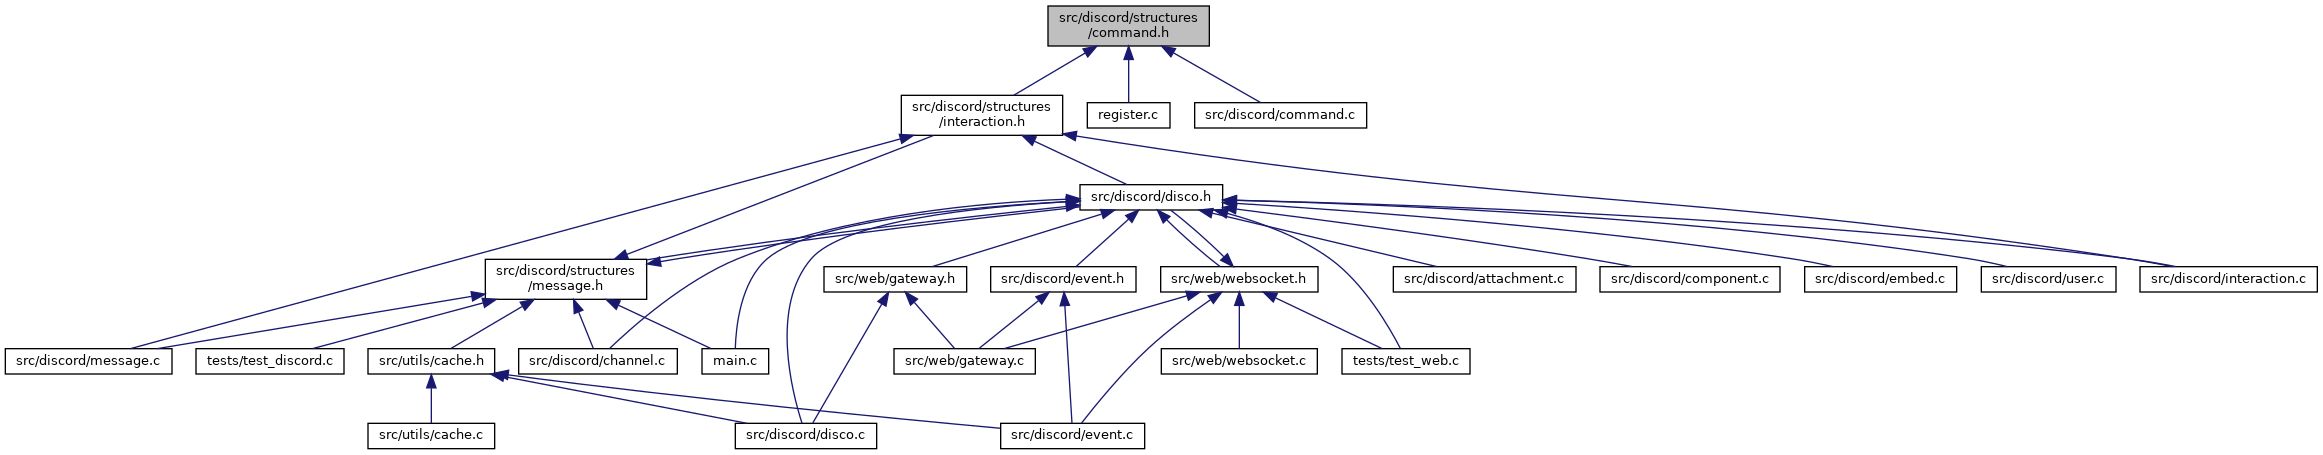 src/discord/structures
/command.h
src/discord/structures
/interaction.h
register.c
src/discord/command.c
src/discord/disco.h
src/discord/structures
/message.h
src/web/gateway.h
src/discord/event.h
src/web/websocket.h
src/discord/attachment.c
src/discord/component.c
src/discord/embed.c
src/discord/user.c
src/discord/interaction.c
src/discord/message.c
tests/test_discord.c
src/utils/cache.h
src/discord/channel.c
main.c
src/web/gateway.c
src/web/websocket.c
tests/test_web.c
src/utils/cache.c
src/discord/disco.c
src/discord/event.c